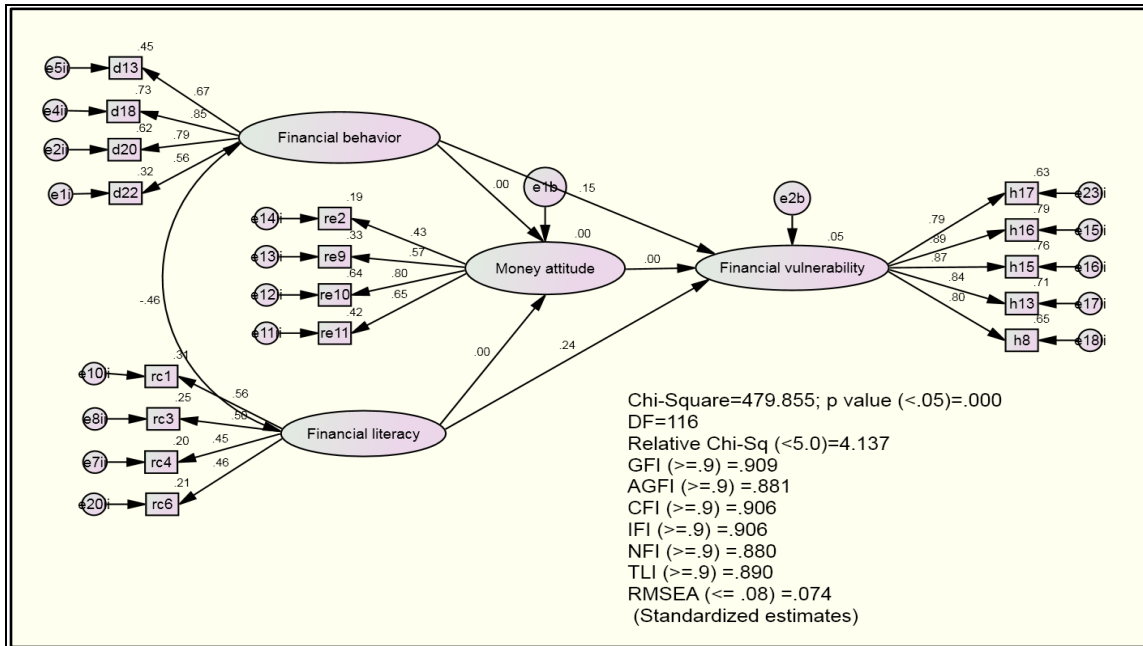 .45
e5i d13
.67
.73
e4i d18
.85
.62
e2i d20
.79
.56
.32
e1i d22
Financial behavior
.00
e1b
.15
.19
e14i re2
.43
.33
e13i re9
.57
.64
e12i re10
.80
.65
.42
e11i re11
.00
Money attitude
.00
e2b
.05
Financial vulnerability
.63
h17 e23i
.79
.79
h16 e15i
.89
.76
h15 e16i
.87
.84
.71
h13 e17i
.80
.65
h8 e18i
-.46
.00
.24
.31
e10i rc1
.56
.25
e8i rc3
.50
.20
e7i rc4
.45
.46
.21
e20i rc6
Financial literacy
Chi-Square=479.855; p value (<.05)=.000
DF=116
Relative Chi-Sq (<5.0)=4.137
GFI (>=.9) =.909
AGFI (>=.9) =.881
CFI (>=.9) =.906
IFI (>=.9) =.906
NFI (>=.9) =.880
TLI (>=.9) =.890
RMSEA (<= .08) =.074
(Standardized estimates)